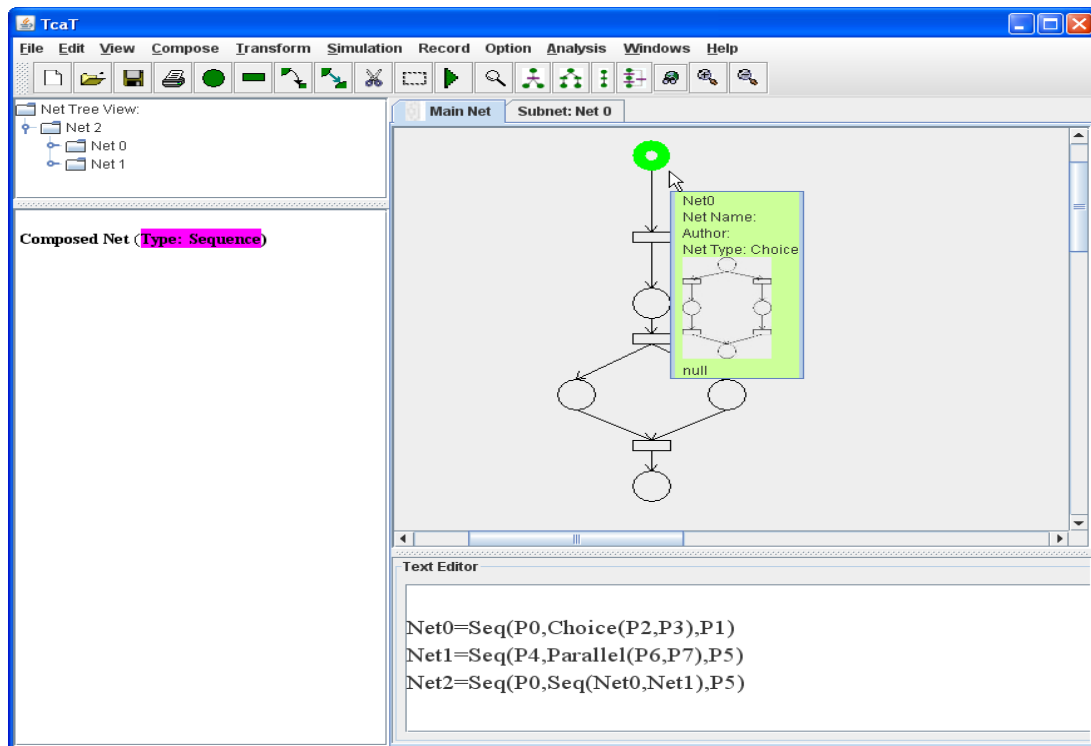 TcaT
File Edit View Compose Transform Simulation Record Option Analysis Windows Help
Net Tree View:
Net 2
Net 0
Net 1
Composed Net (Type: Sequence)
Main Net Subnet: Net 0
Net0
Net Name:
Author:
Net Type: Choice
null
Text Editor
Net0=Seq(P0,Choice(P2,P3),P1)
Net1=Seq(P4,Parallel(P6,P7),P5)
Net2=Seq(P0,Seq(Net0,Net1),P5)